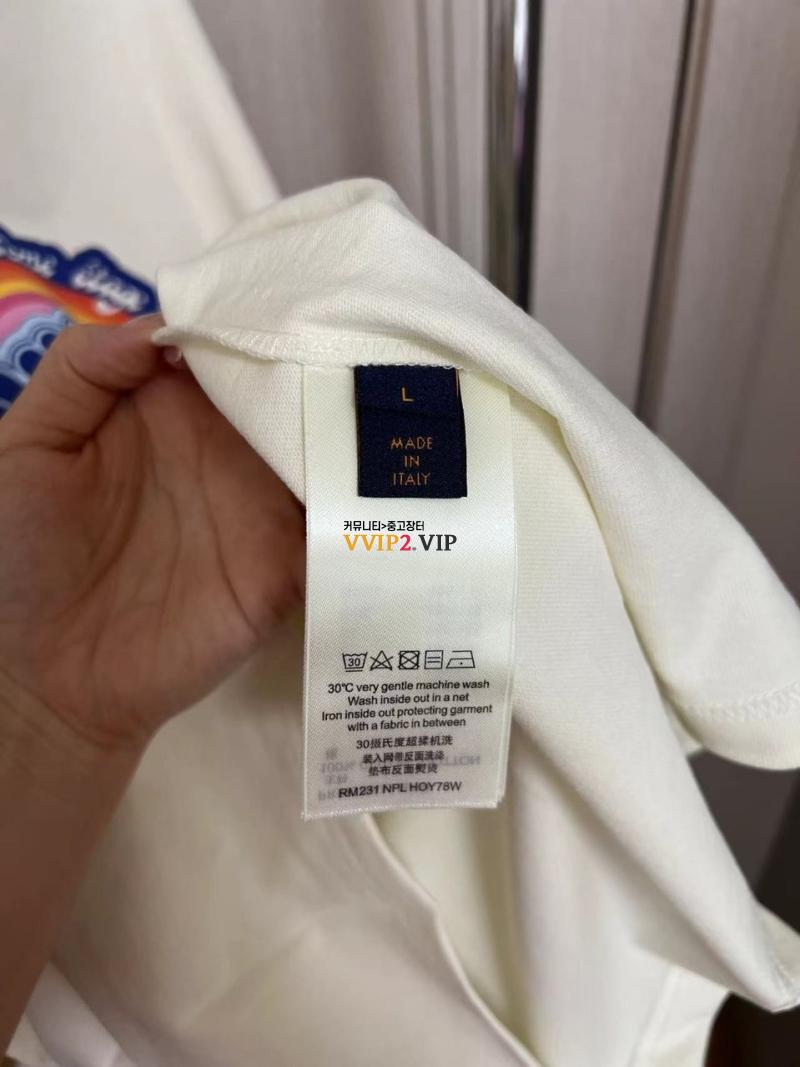 L
MADE
IN
ITALY
커뮤니티>중고장터
VVIP2.VIP
30
30℃ very gentle machine wash
Wash inside out in a net
Iron inside out protecting garment
with a fabric in between
30摄氏度超揉机洗
装入网带反面洗涤
垫布反面熨烫
RM231 NPL HOY78W